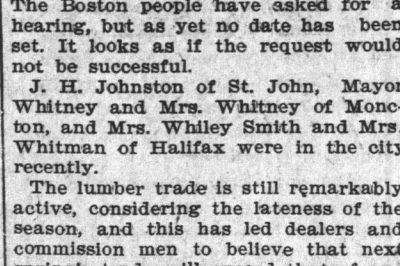 The Boston people have asked for a
hearing, but as yet no date has been
set. It looks as if the request would
not be successful.
J. H. Johnston of St. John, Mayor
Whitney and Mrs. Whitney of Monc-
ton, and Mrs. Whiley Smith and Mrs.
Whitman of Halifax were in the city
recently.
The lumber trade is still remarkably
active, considering the lateness of the
season, and this has led dealers and
commission men to believe that next